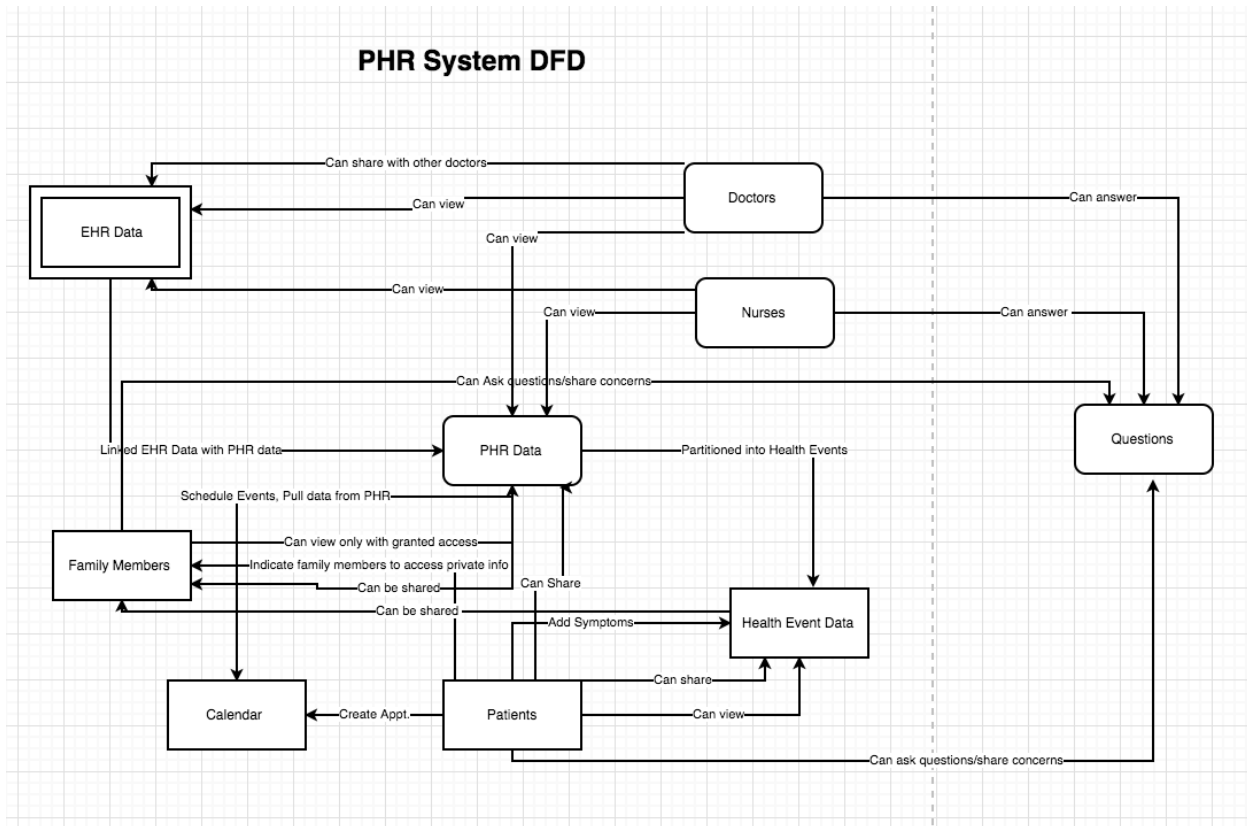 PHR System DFD
Can share with other doctors
Doctors
Can view
Can answer
EHR Data
Can view
Can view
Nurses
Can view
Can answer
Can Ask questions/share concerns
Questions
Linked EHR Data with PHR data
PHR Data
Partitioned into Health Events
Schedule Events, Pull data from PHR
Can view only with granted access
Family Members
Indicate family members to access private info
Can be shared
Can Share
Can be shared
Add Symptoms
Health Event Data
Can share
Calendar
Create Appt.
Patients
Can view
Can ask questions/share concerns